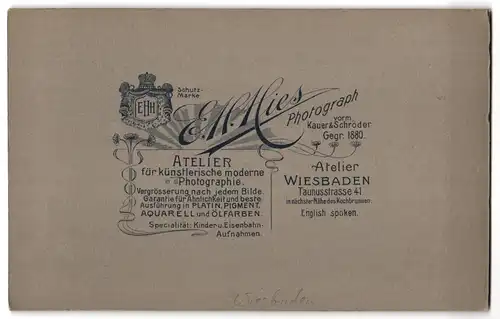 Schutz-
Marke.
E.H.Hies
Photograph
vorm.
Kauer & Schröder
Gegr. 1880.
ATELIER
für künstlerische moderne
Photographie.
Vergrösserung nach jedem Bilde.
Garantie für Ähnlichkeit und beste
Ausführung in PLATIN, PIGMENT,
AQUARELL und ÖLFARBEN.
Specialität: Kinder- u. Eisenbahn-
Aufnahmen.
Atelier
WIESBADEN
Taunusstrasse 41.
in nächster Nähe des Kochbrunnen.
English spoken.